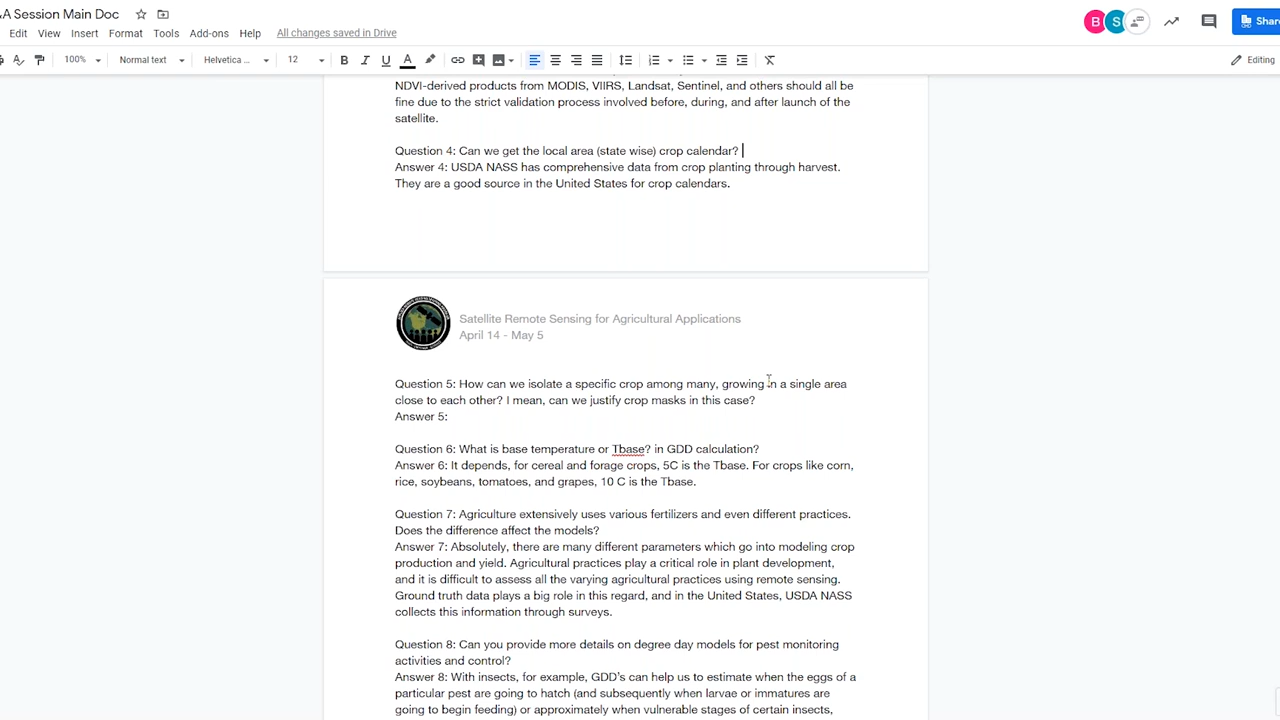 &A Session Main Doc
Edit View Insert Format Tools Add-ons Help All changes saved in Drive
B S Share
100% Normal text Helvetica ... 12 B I U A Editing
NDVI-derived products from MODIS, VIIRS, Landsat, Sentinel, and others should all be
fine due to the strict validation process involved before, during, and after launch of the
satellite.
Question 4: Can we get the local area (state wise) crop calendar?
Answer 4: USDA NASS has comprehensive data from crop planting through harvest.
They are a good source in the United States for crop calendars.
Satellite Remote Sensing for Agricultural Applications
April 14 - May 5
Question 5: How can we isolate a specific crop among many, growing in a single area
close to each other? I mean, can we justify crop masks in this case?
Answer 5:
Question 6: What is base temperature or Tbase? in GDD calculation?
Answer 6: It depends, for cereal and forage crops, 5C is the Tbase. For crops like corn,
rice, soybeans, tomatoes, and grapes, 10 C is the Tbase.
Question 7: Agriculture extensively uses various fertilizers and even different practices.
Does the difference affect the models?
Answer 7: Absolutely, there are many different parameters which go into modeling crop
production and yield. Agricultural practices play a critical role in plant development,
and it is difficult to assess all the varying agricultural practices using remote sensing.
Ground truth data plays a big role in this regard, and in the United States, USDA NASS
collects this information through surveys.
Question 8: Can you provide more details on degree day models for pest monitoring
activities and control?
Answer 8: With insects, for example, GDD's can help us to estimate when the eggs of a
particular pest are going to hatch (and subsequently when larvae or immatures are
going to begin feeding) or approximately when vulnerable stages of certain insects,